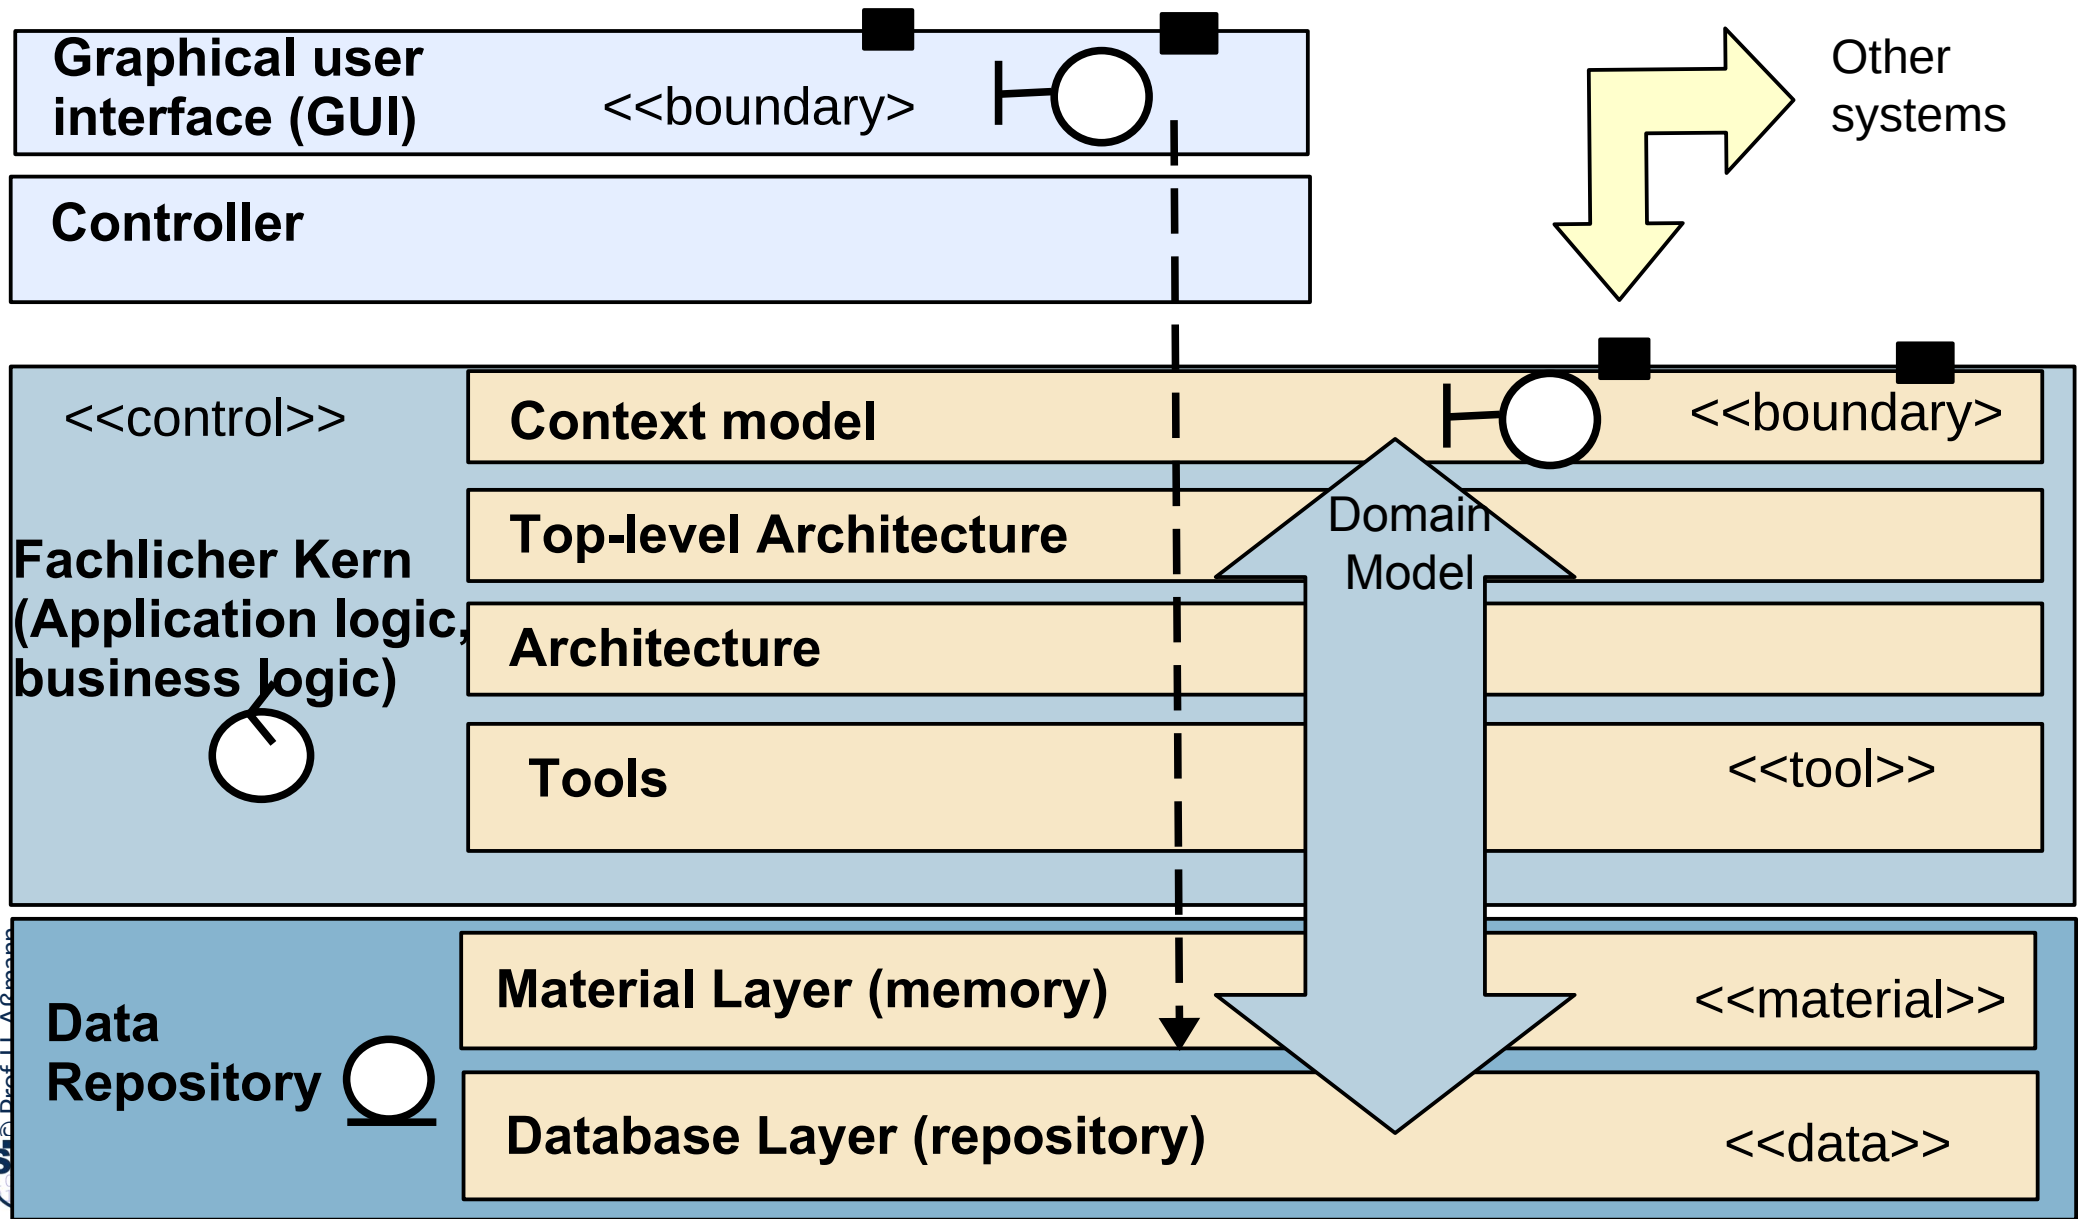 Graphical user
interface (GUI)
<<boundary>
Other
systems
Controller
<<control>>
Context model
<<boundary>
Top-level Architecture
Domain
Model
Fachlicher Kern
(Application logic,
business logic)
Architecture
Tools
<<tool>>
Data
Repository
Material Layer (memory)
<<material>>
Database Layer (repository)
<<data>>